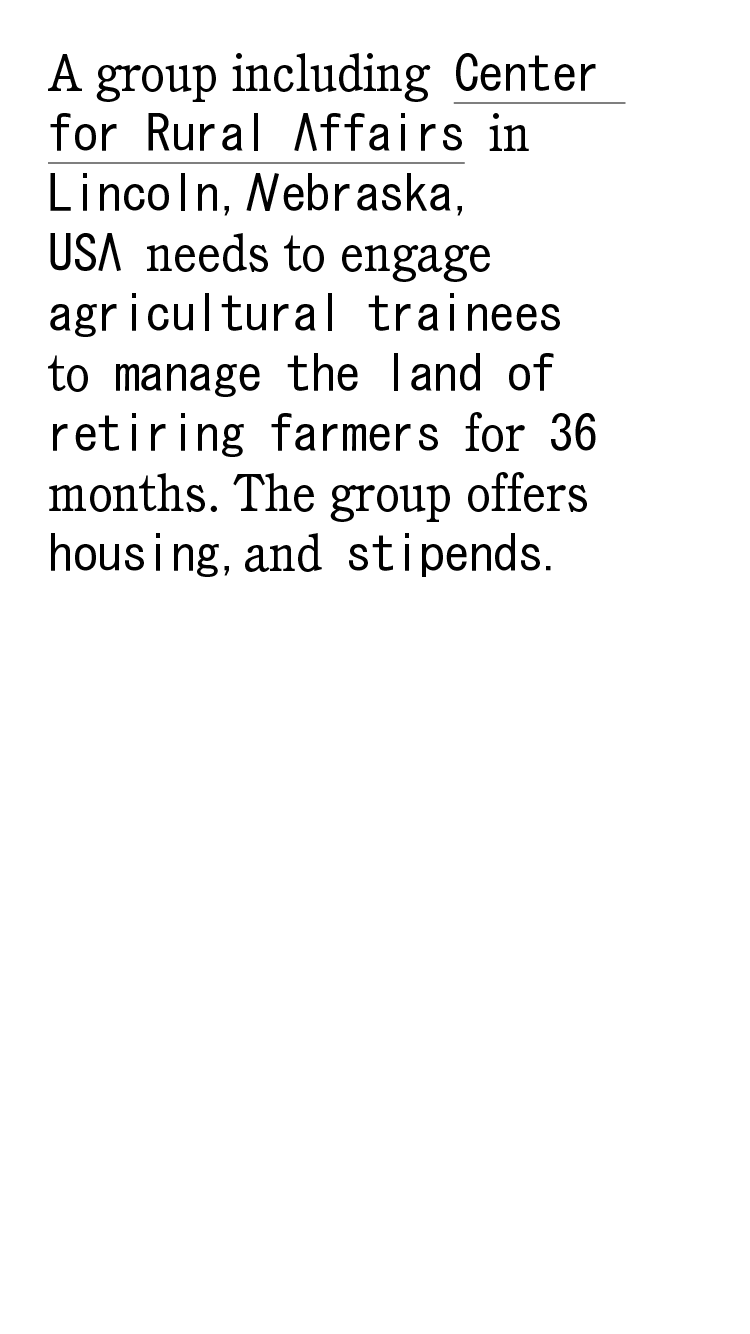 A group including Center
for Rural Affairs in
Lincoln, Nebraska,
USA needs to engage
agricultural trainees
to manage the land of
retiring farmers for 36
months. The group offers
housing, and stipends.